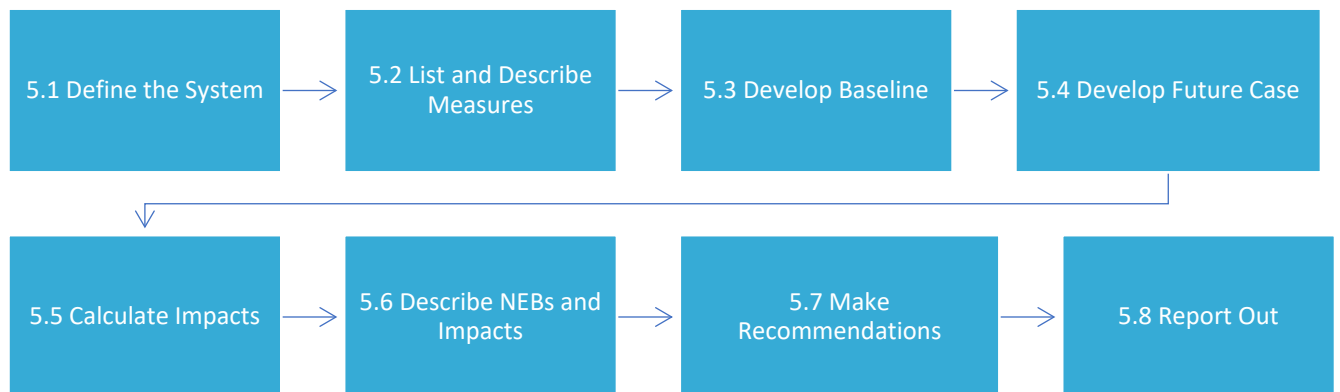 5.1 Define the System
5.2 List and Describe
Measures
5.3 Develop Baseline
5.4 Develop Future Case
5.5 Calculate Impacts
5.6 Describe NEBs and
Impacts
5.7 Make
Recommendations
5.8 Report Out